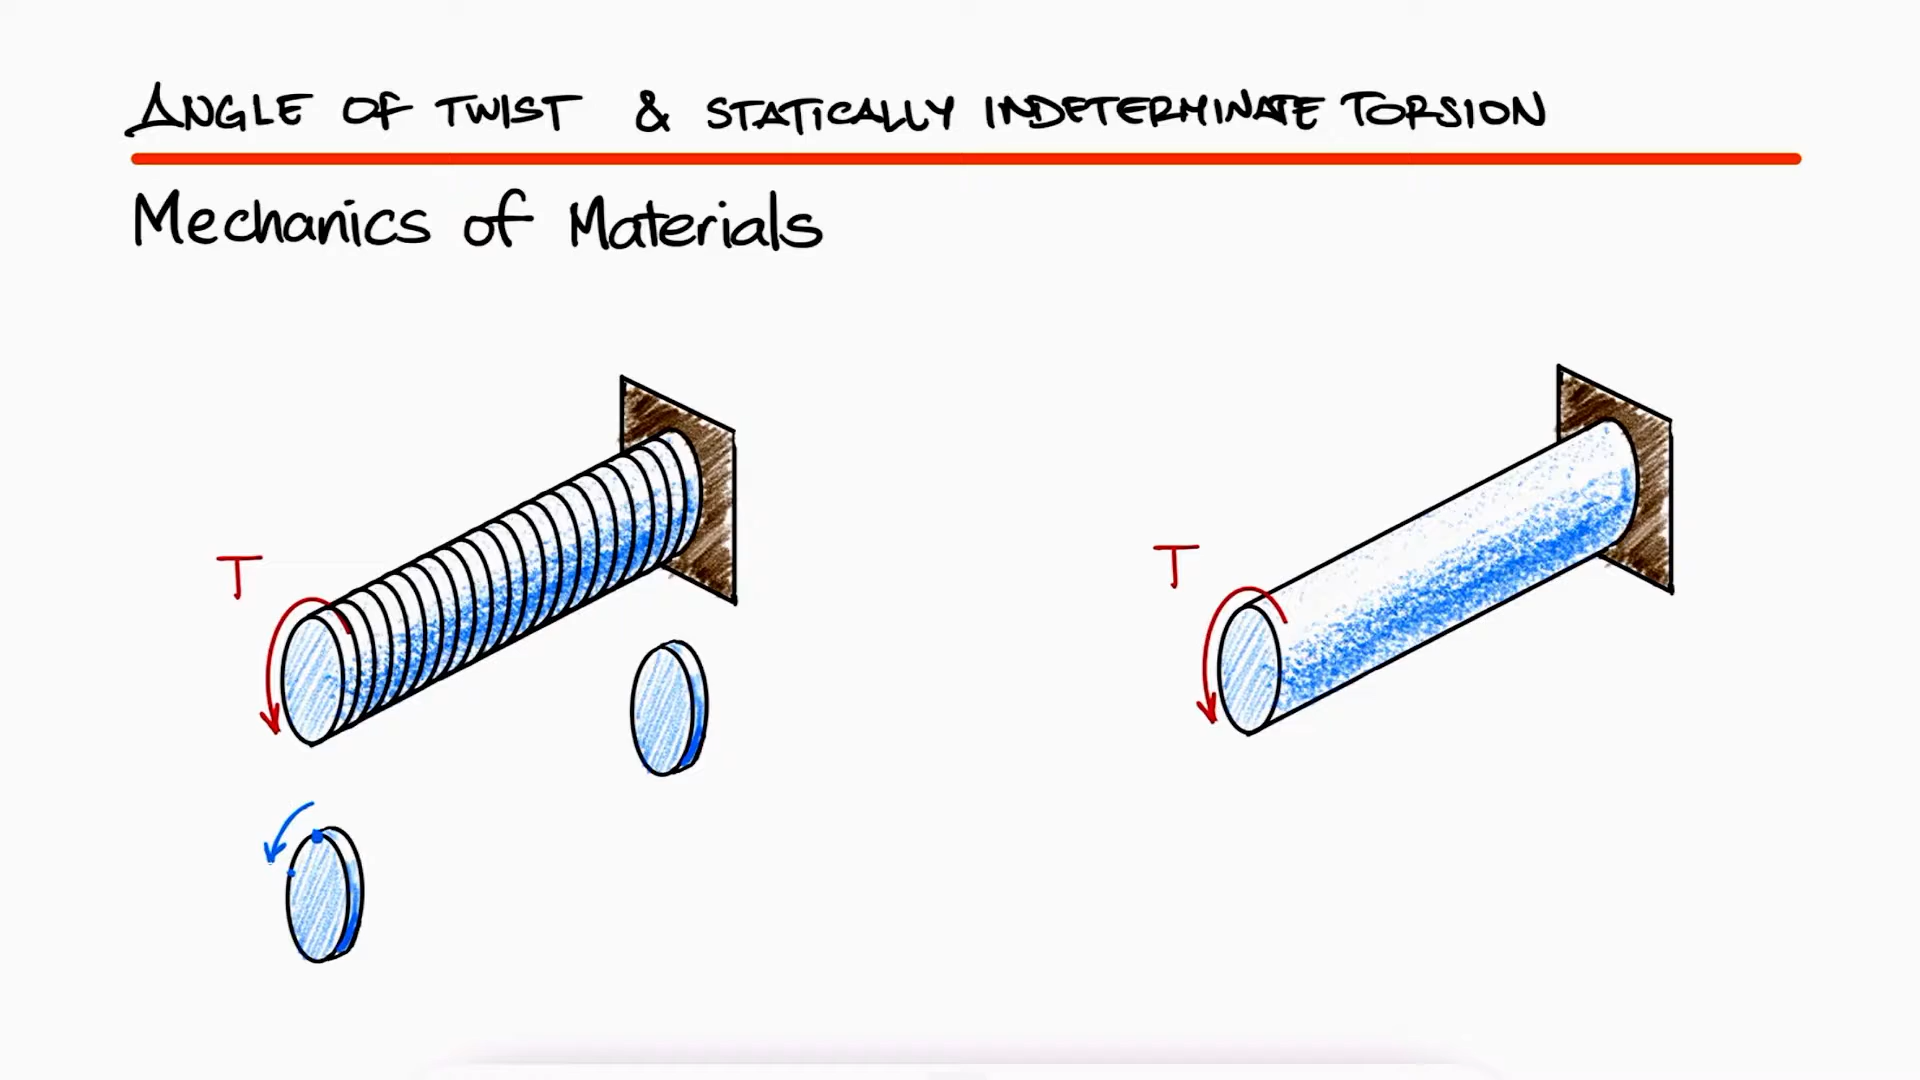 ANGLE OF TWIST & STATICALLY INDETERMINATE TORSION
Mechanics of Materials
T
T